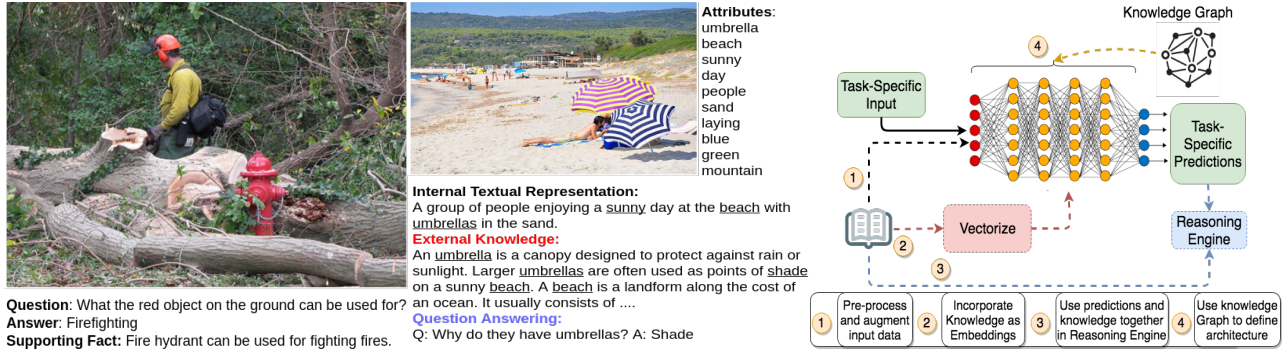 Question: What the red object on the ground can be used for?
Answer: Firefighting
Supporting Fact: Fire hydrant can be used for fighting fires.
Attributes:
umbrella
beach
sunny
day
people
sand
laying
blue
green
mountain
Internal Textual Representation:
A group of people enjoying a sunny day at the beach with
umbrellas in the sand.
External Knowledge:
An umbrella is a canopy designed to protect against rain or
sunlight. Larger umbrellas are often used as points of shade
on a sunny beach. A beach is a landform along the cost of
an ocean. It usually consists of ....
Question Answering:
Q: Why do they have umbrellas? A: Shade
Knowledge Graph
4
Task-Specific
Input
Task-
Specific
Predictions
1
2
Vectorize
3
Reasoning
Engine
1
Pre-process
and augment
input data
2
Incorporate
Knowledge as
Embeddings
3
Use predictions and
knowledge together
in Reasoning Engine
4
Use knowledge
Graph to define
architecture